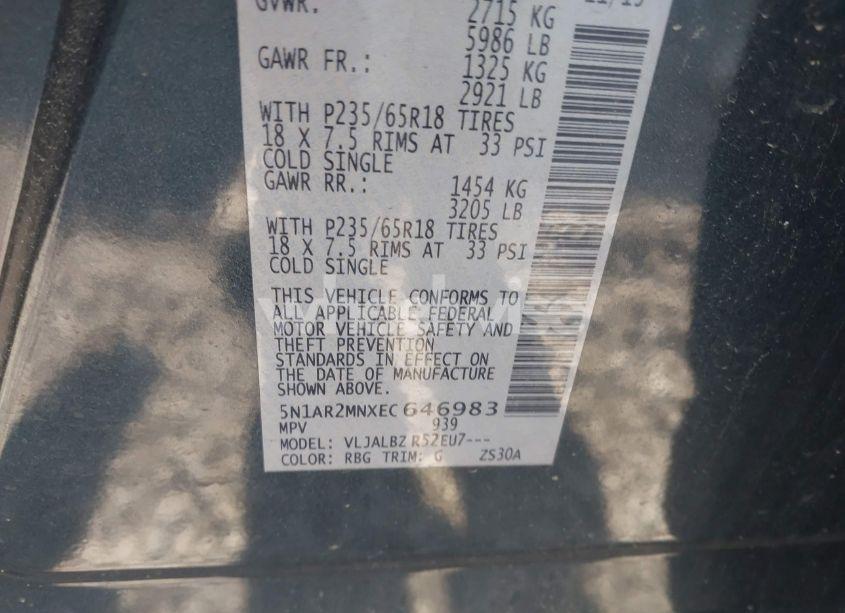 GVWR: 11/13
2715 KG
5986 LB
GAWR FR.: 1325 KG
2921 LB
WITH P235/65R18 TIRES
18 X 7.5 RIMS AT 33 PSI
COLD SINGLE
GAWR RR.: 1454 KG
3205 LB
WITH P235/65R18 TIRES
18 X 7.5 RIMS AT 33 PSI
COLD SINGLE
THIS VEHICLE CONFORMS TO
ALL APPLICABLE FEDERAL
MOTOR VEHICLE SAFETY AND
THEFT PREVENTION
STANDARDS IN EFFECT ON
THE DATE OF MANUFACTURE
SHOWN ABOVE.
5N1AR2MNXEC646983
MPV 939
MODEL: VLJALBZ R52EU7---
COLOR: RBG TRIM: G ZS30A